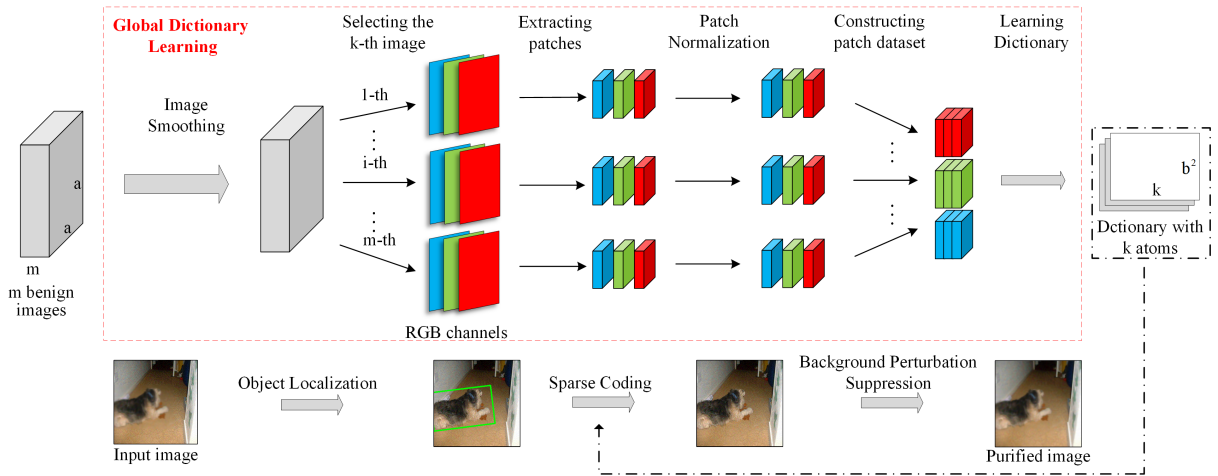 Global Dictionary
Learning
Selecting the
k-th image
Extracting
patches
Patch
Normalization
Constructing
patch dataset
Learning
Dictionary
Image
Smoothing
1-th
i-th
m-th
a
a
m
m benign
images
RGB channels
b²
k
Dctionary with
k atoms
Object Localization
Sparse Coding
Background Perturbation
Suppression
Input image
Purified image